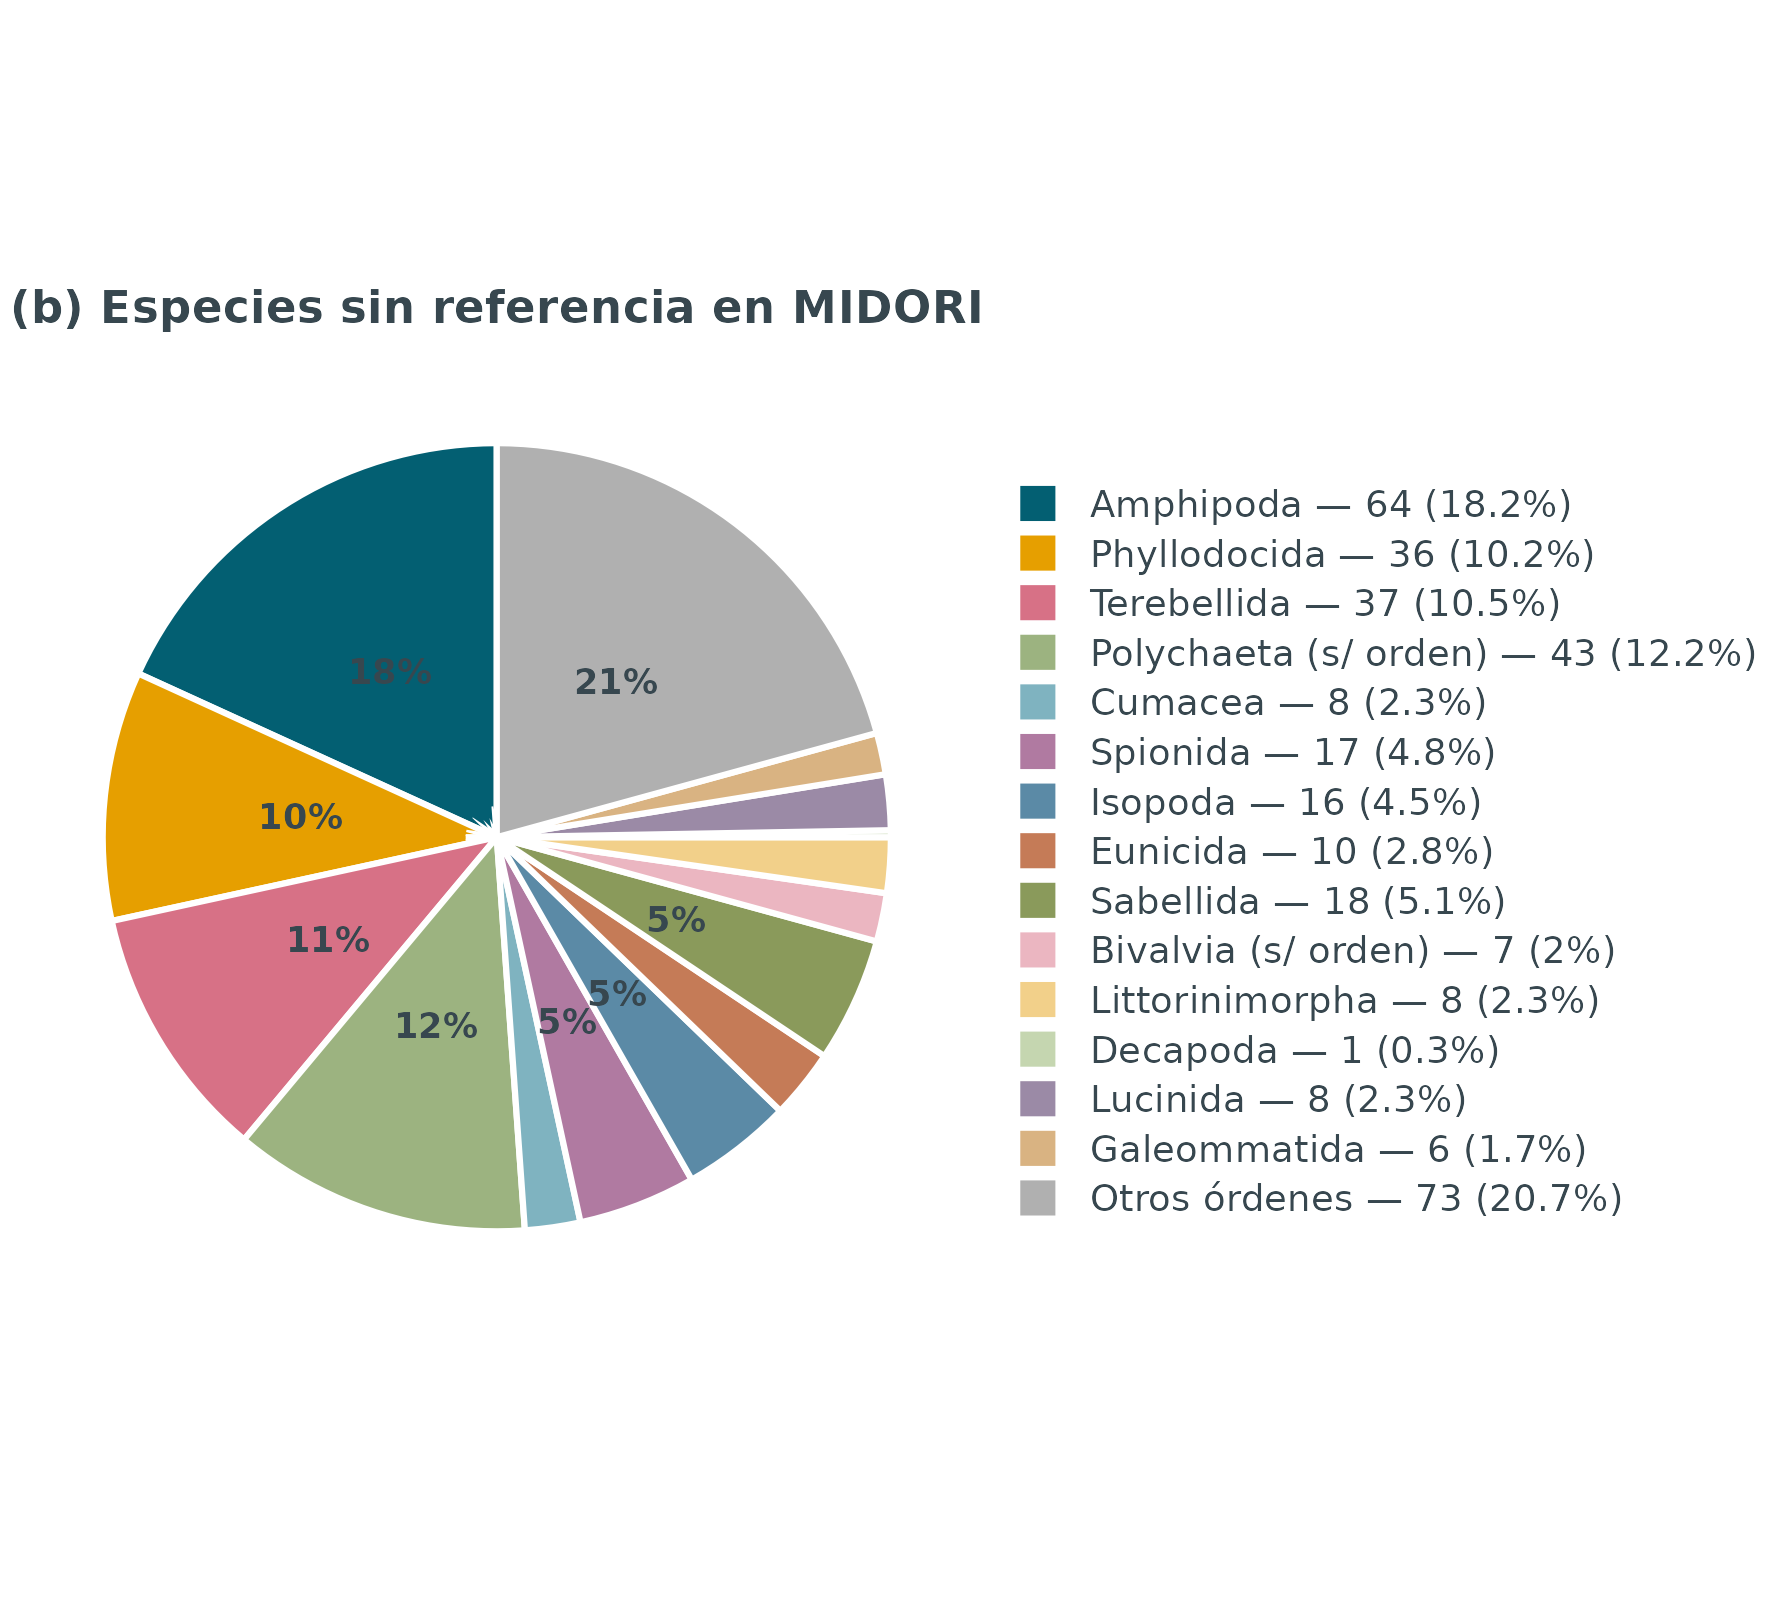 (b) Especies sin referencia en MIDORI
18%
21%
10%
11%
12%
5%
5%
5%
Amphipoda — 64 (18.2%)
Phyllodocida — 36 (10.2%)
Terebellida — 37 (10.5%)
Polychaeta (s/ orden) — 43 (12.2%)
Cumacea — 8 (2.3%)
Spionida — 17 (4.8%)
Isopoda — 16 (4.5%)
Eunicida — 10 (2.8%)
Sabellida — 18 (5.1%)
Bivalvia (s/ orden) — 7 (2%)
Littorinimorpha — 8 (2.3%)
Decapoda — 1 (0.3%)
Lucinida — 8 (2.3%)
Galeommatida — 6 (1.7%)
Otros órdenes — 73 (20.7%)